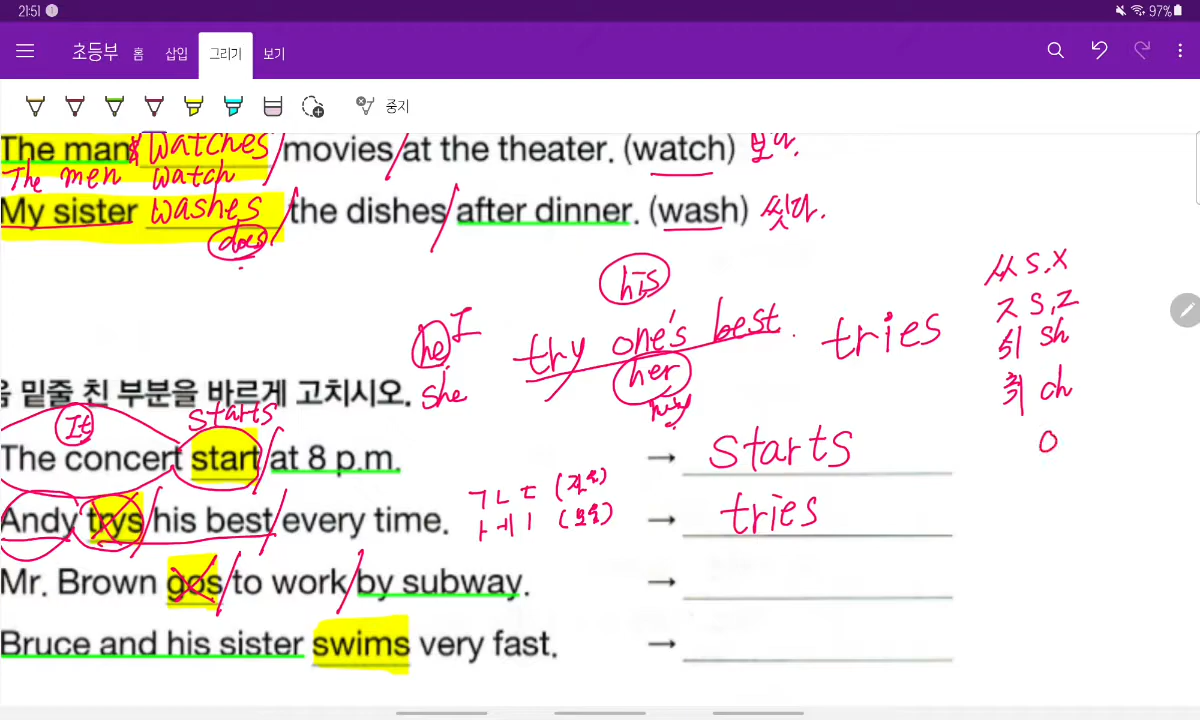 21:51
97%
초등부 홈 삽입 그리기 보기
중지
The man watches movies at the theater. (watch) 보다.
The men watch
My sister washes the dishes after dinner. (wash) 씻다.
does
his
ㅆ s, x
he I try one's best. tries
ㅈ s, z
쉬 sh
she her
my
취 ch
o
음 밑줄 친 부분을 바르게 고치시오.
It starts
The concert start at 8 p.m. → starts
ㄱ ㄴ ㄷ (자음)
Andy trys his best every time. → tries
ㅏ ㅔ ㅣ (모음)
Mr. Brown gos to work by subway. →
Bruce and his sister swims very fast. →